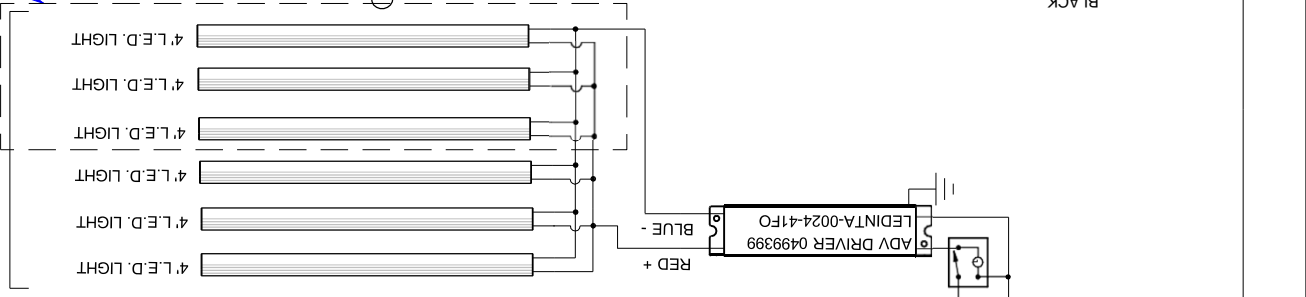 RED +
ADV DRIVER 0499399
LEDINTA-0024-41FO
BLUE -
4' L.E.D. LIGHT
4' L.E.D. LIGHT
4' L.E.D. LIGHT
4' L.E.D. LIGHT
4' L.E.D. LIGHT
4' L.E.D. LIGHT
BLACK